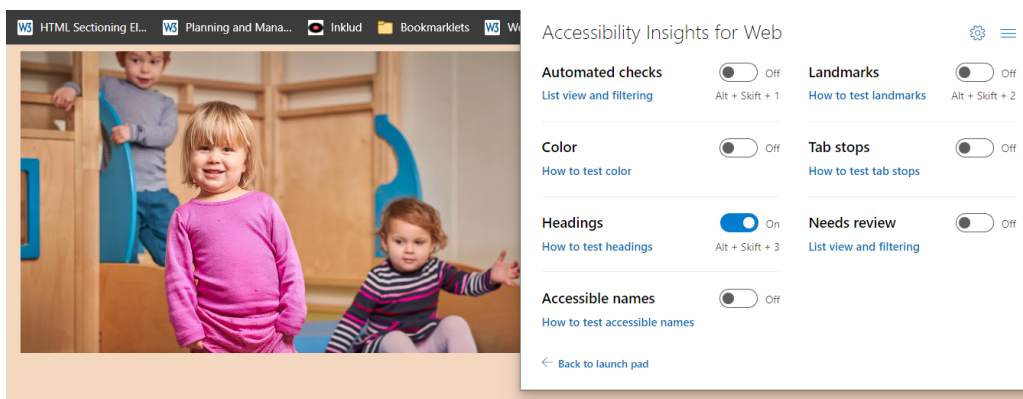 HTML Sectioning El...
Planning and Mana...
Inklud
Bookmarklets
Accessibility Insights for Web
Automated checks
Off
List view and filtering
Alt + Skift + 1
Landmarks
Off
How to test landmarks
Alt + Skift + 2
Color
Off
How to test color
Tab stops
Off
How to test tab stops
Headings
On
How to test headings
Alt + Skift + 3
Needs review
Off
List view and filtering
Accessible names
Off
How to test accessible names
Back to launch pad